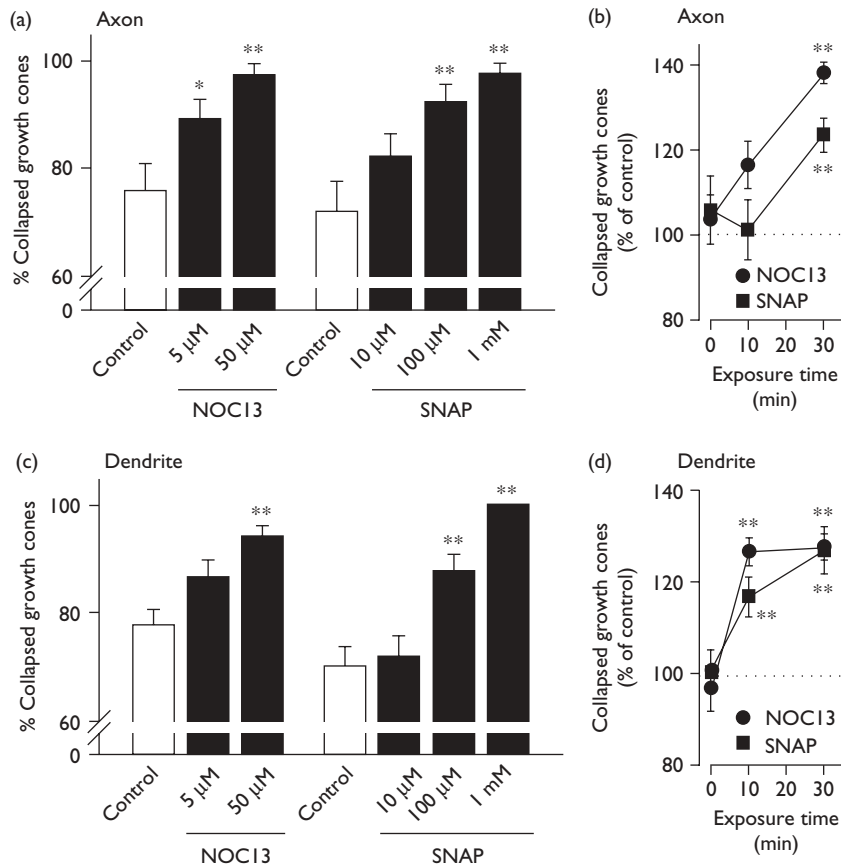 (a) Axon
% Collapsed growth cones
100
80
60
0
* ** ** **
Control 5 μM 50 μM Control 10 μM 100 μM 1 mM
NOC13 SNAP
(b) Axon
Collapsed growth cones
(% of control)
140
120
100
80
**
**
NOC13
SNAP
0 10 20 30
Exposure time
(min)
(c) Dendrite
% Collapsed growth cones
100
80
60
0
** ** **
Control 5 μM 50 μM Control 10 μM 100 μM 1 mM
NOC13 SNAP
(d) Dendrite
Collapsed growth cones
(% of control)
140
120
100
80
** **
** **
NOC13
SNAP
0 10 20 30
Exposure time
(min)